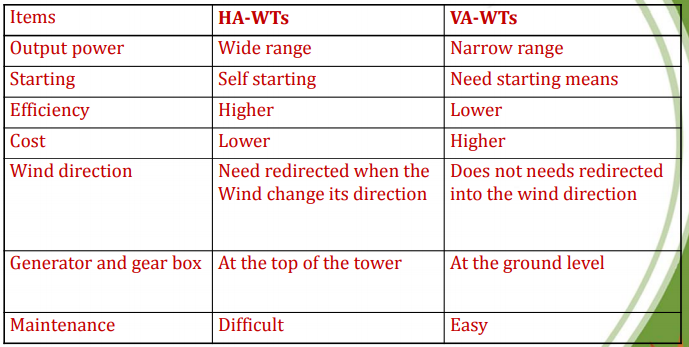 Items HA-WTs VA-WTs
Output power Wide range Narrow range
Starting Self starting Need starting means
Efficiency Higher Lower
Cost Lower Higher
Wind direction Need redirected when the Does not needs redirected
Wind change its direction into the wind direction
Generator and gear box At the top of the tower At the ground level
Maintenance Difficult Easy